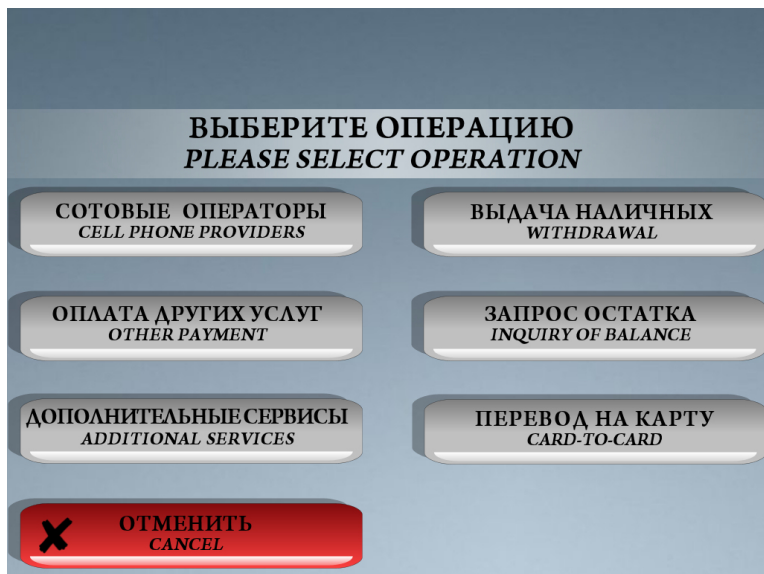 ВЫБЕРИТЕ ОПЕРАЦИЮ
PLEASE SELECT OPERATION
СОТОВЫЕ ОПЕРАТОРЫ
CELL PHONE PROVIDERS
ВЫДАЧА НАЛИЧНЫХ
WITHDRAWAL
ОПЛАТА ДРУГИХ УСЛУГ
OTHER PAYMENT
ЗАПРОС ОСТАТКА
INQUIRY OF BALANCE
ДОПОЛНИТЕЛЬНЫЕ СЕРВИСЫ
ADDITIONAL SERVICES
ПЕРЕВОД НА КАРТУ
CARD-TO-CARD
ОТМЕНИТЬ
CANCEL